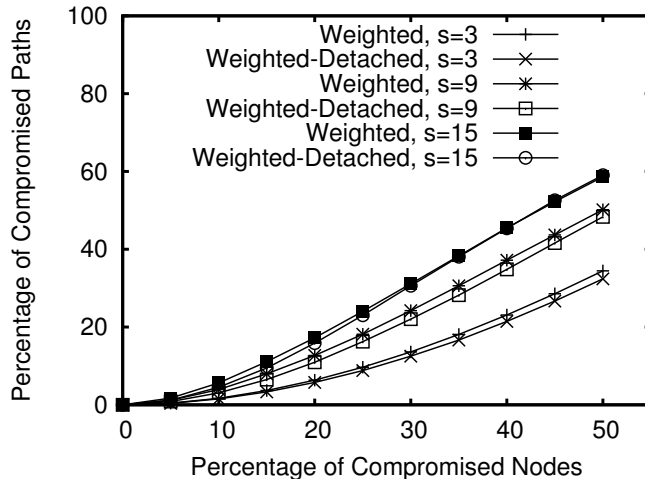 Percentage of Compromised Paths
100
80
60
40
20
0
Weighted, s=3
Weighted-Detached, s=3
Weighted, s=9
Weighted-Detached, s=9
Weighted, s=15
Weighted-Detached, s=15
0 10 20 30 40 50
Percentage of Compromised Nodes